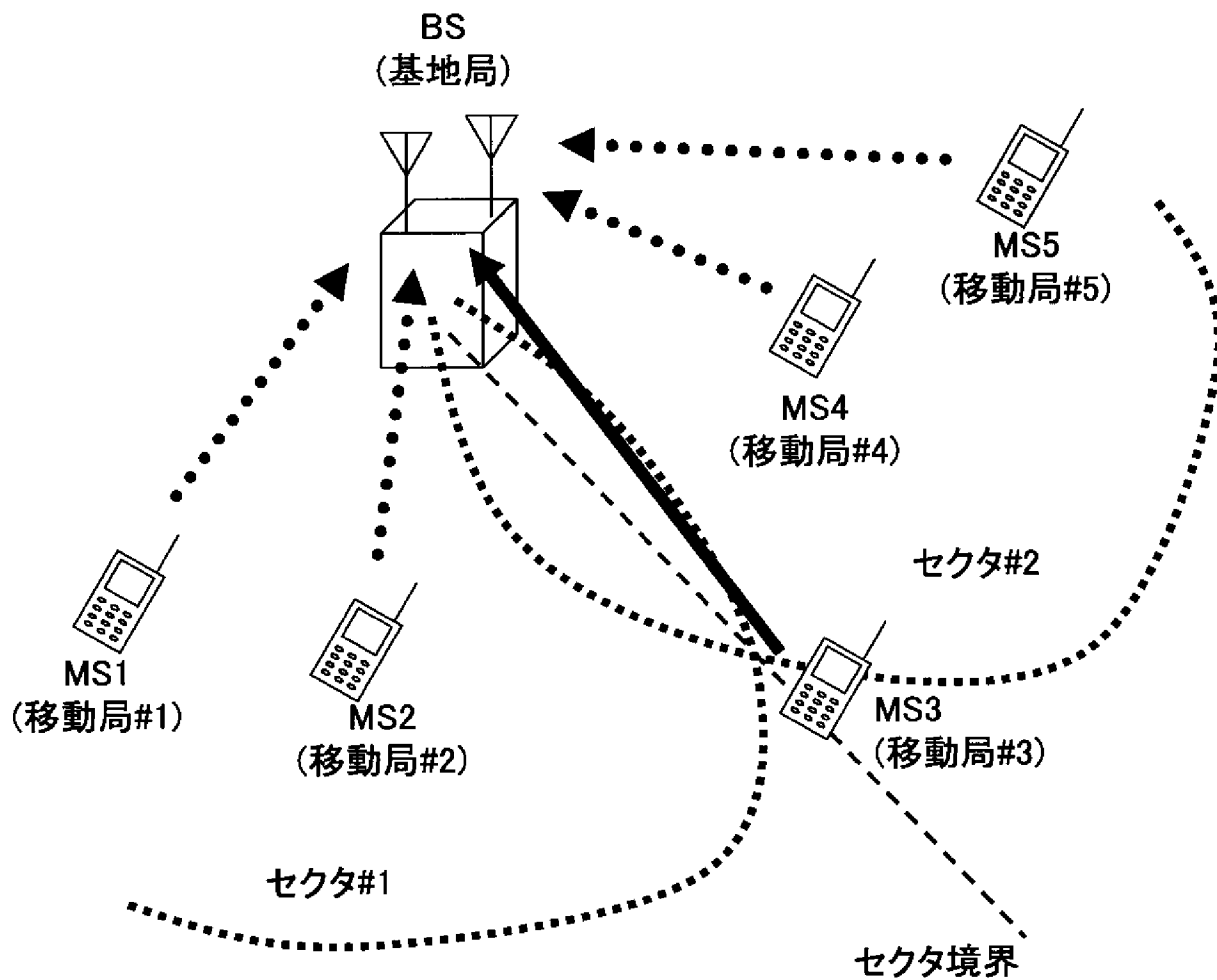 BS
(基地局)
MS5
(移動局#5)
MS4
(移動局#4)
セクタ#2
MS1
(移動局#1)
MS2
(移動局#2)
MS3
(移動局#3)
セクタ#1
セクタ境界